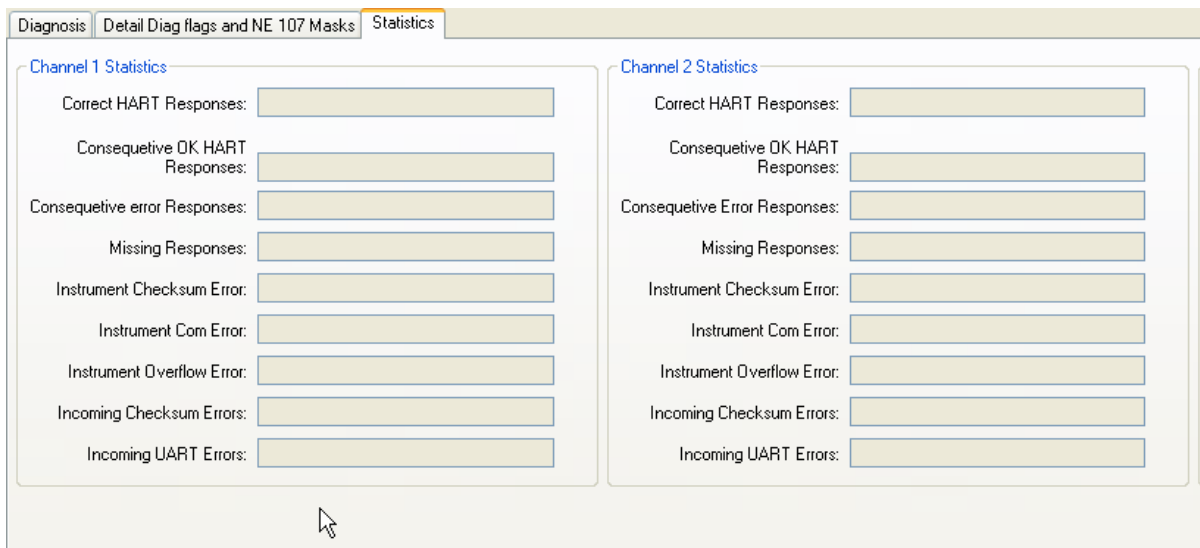 Diagnosis Detail Diag flags and NE 107 Masks Statistics
Channel 1 Statistics
Correct HART Responses:
Consequetive OK HART
Responses:
Consequetive error Responses:
Missing Responses:
Instrument Checksum Error:
Instrument Com Error:
Instrument Overflow Error:
Incoming Checksum Errors:
Incoming UART Errors:
Channel 2 Statistics
Correct HART Responses:
Consequetive OK HART
Responses:
Consequetive Error Responses:
Missing Responses:
Instrument Checksum Error:
Instrument Com Error:
Instrument Overflow Error:
Incoming Checksum Errors:
Incoming UART Errors: